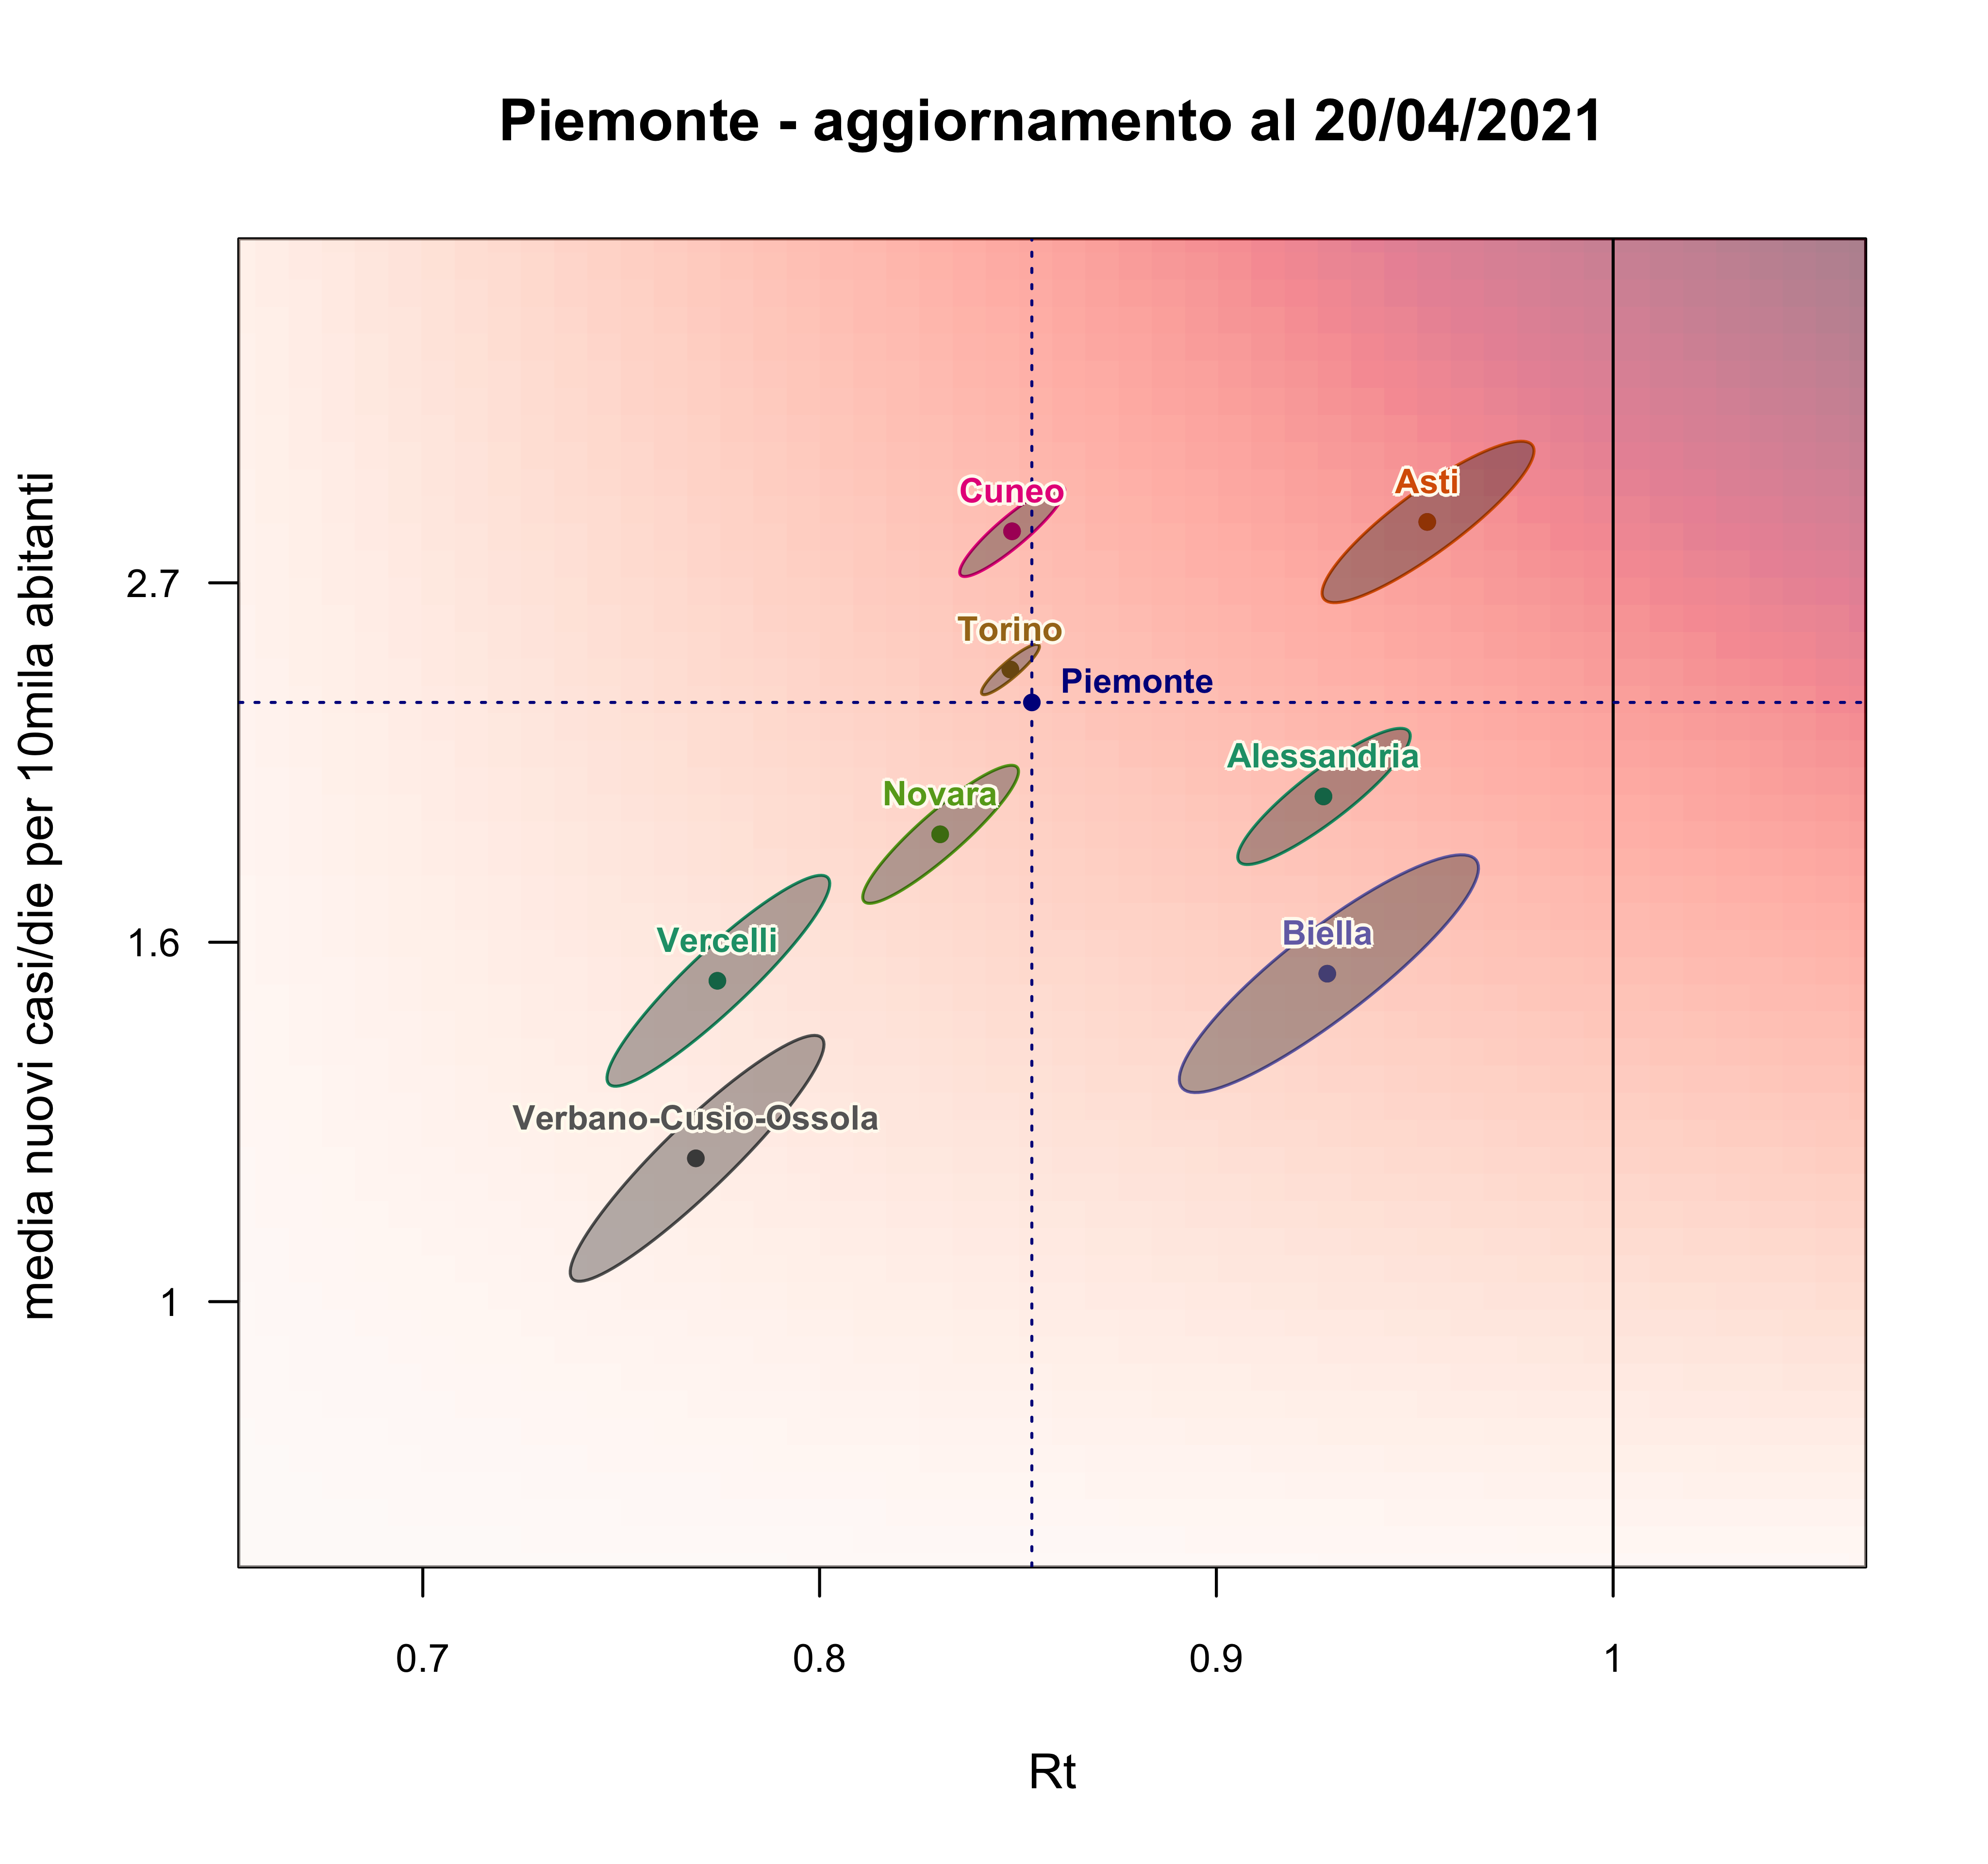 Piemonte - aggiornamento al 20/04/2021
media nuovi casi/die per 10mila abitanti
2.7
1.6
1
Cuneo
Asti
Torino
Piemonte
Alessandria
Novara
Vercelli
Biella
Verbano-Cusio-Ossola
0.7
0.8
0.9
1
Rt